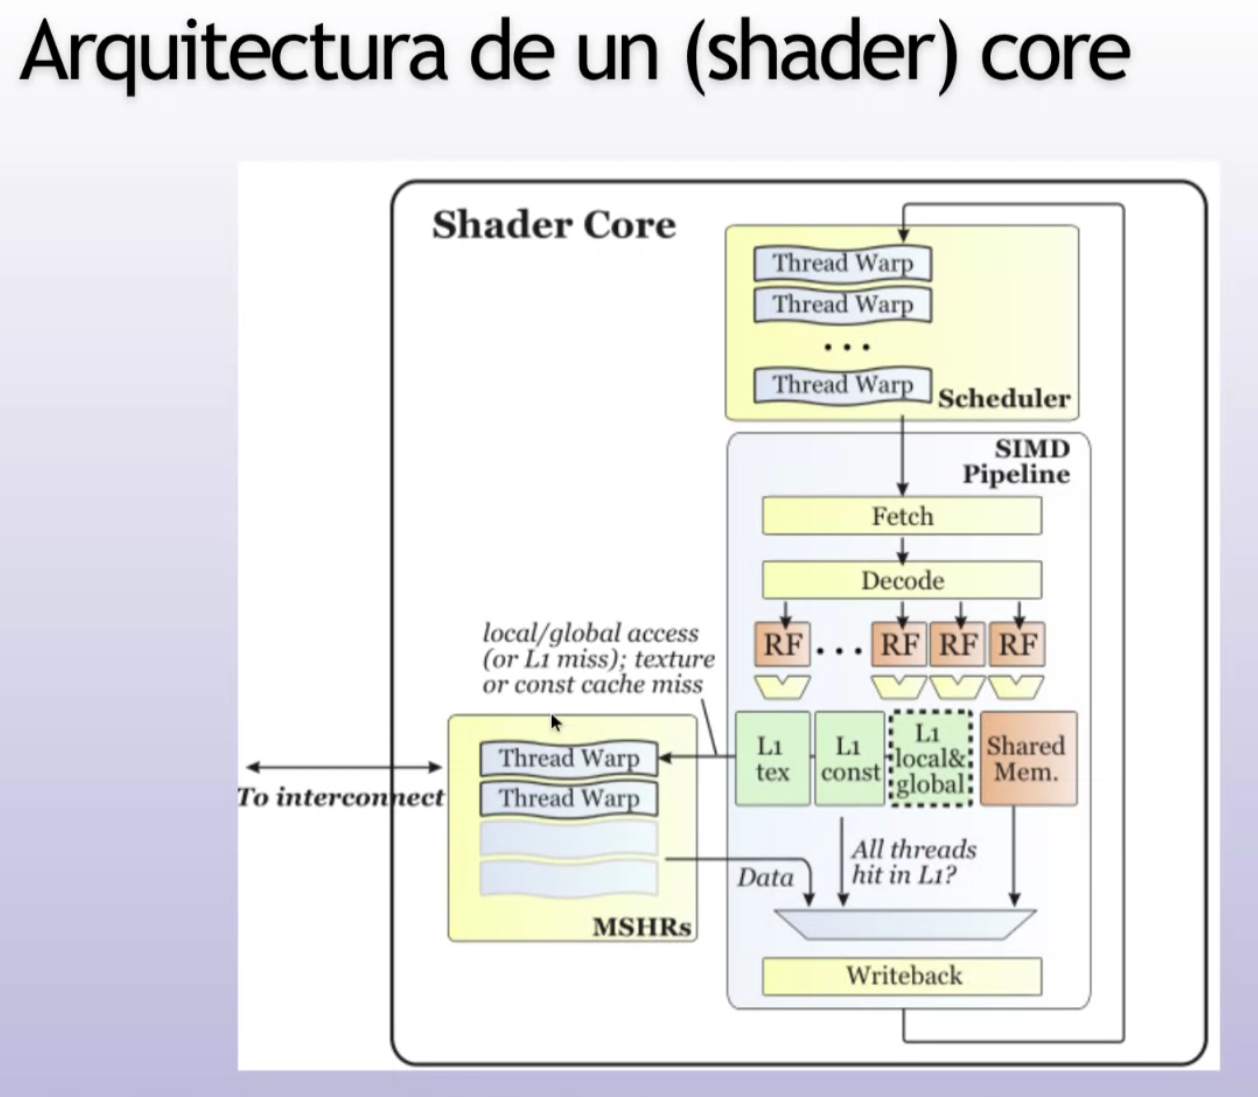 Arquitectura de un (shader) core
Shader Core
Thread Warp
Thread Warp
...
Thread Warp
Scheduler
SIMD
Pipeline
Fetch
Decode
RF ... RF RF RF
local/global access
(or L1 miss); texture
or const cache miss
L1
tex
L1
const
L1
local&
global
Shared
Mem.
Thread Warp
Thread Warp
To interconnect
MSHRs
Data
All threads
hit in L1?
Writeback